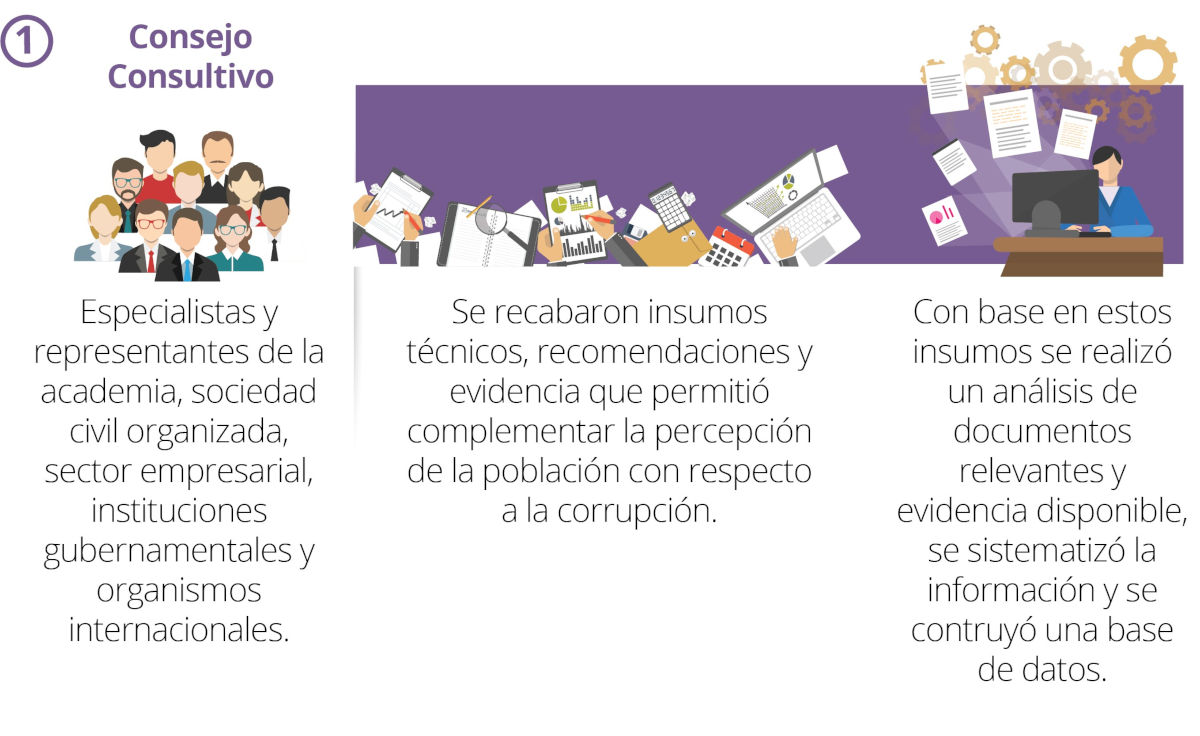 1
Consejo
Consultivo
Especialistas y
representantes de la
academia, sociedad
civil organizada,
sector empresarial,
instituciones
gubernamentales y
organismos
internacionales.
Se recabaron insumos
técnicos, recomendaciones y
evidencia que permitió
complementar la percepción
de la población con respecto
a la corrupción.
Con base en estos
insumos se realizó
un análisis de
documentos
relevantes y
evidencia disponible,
se sistematizó la
información y se
contruyó una base
de datos.